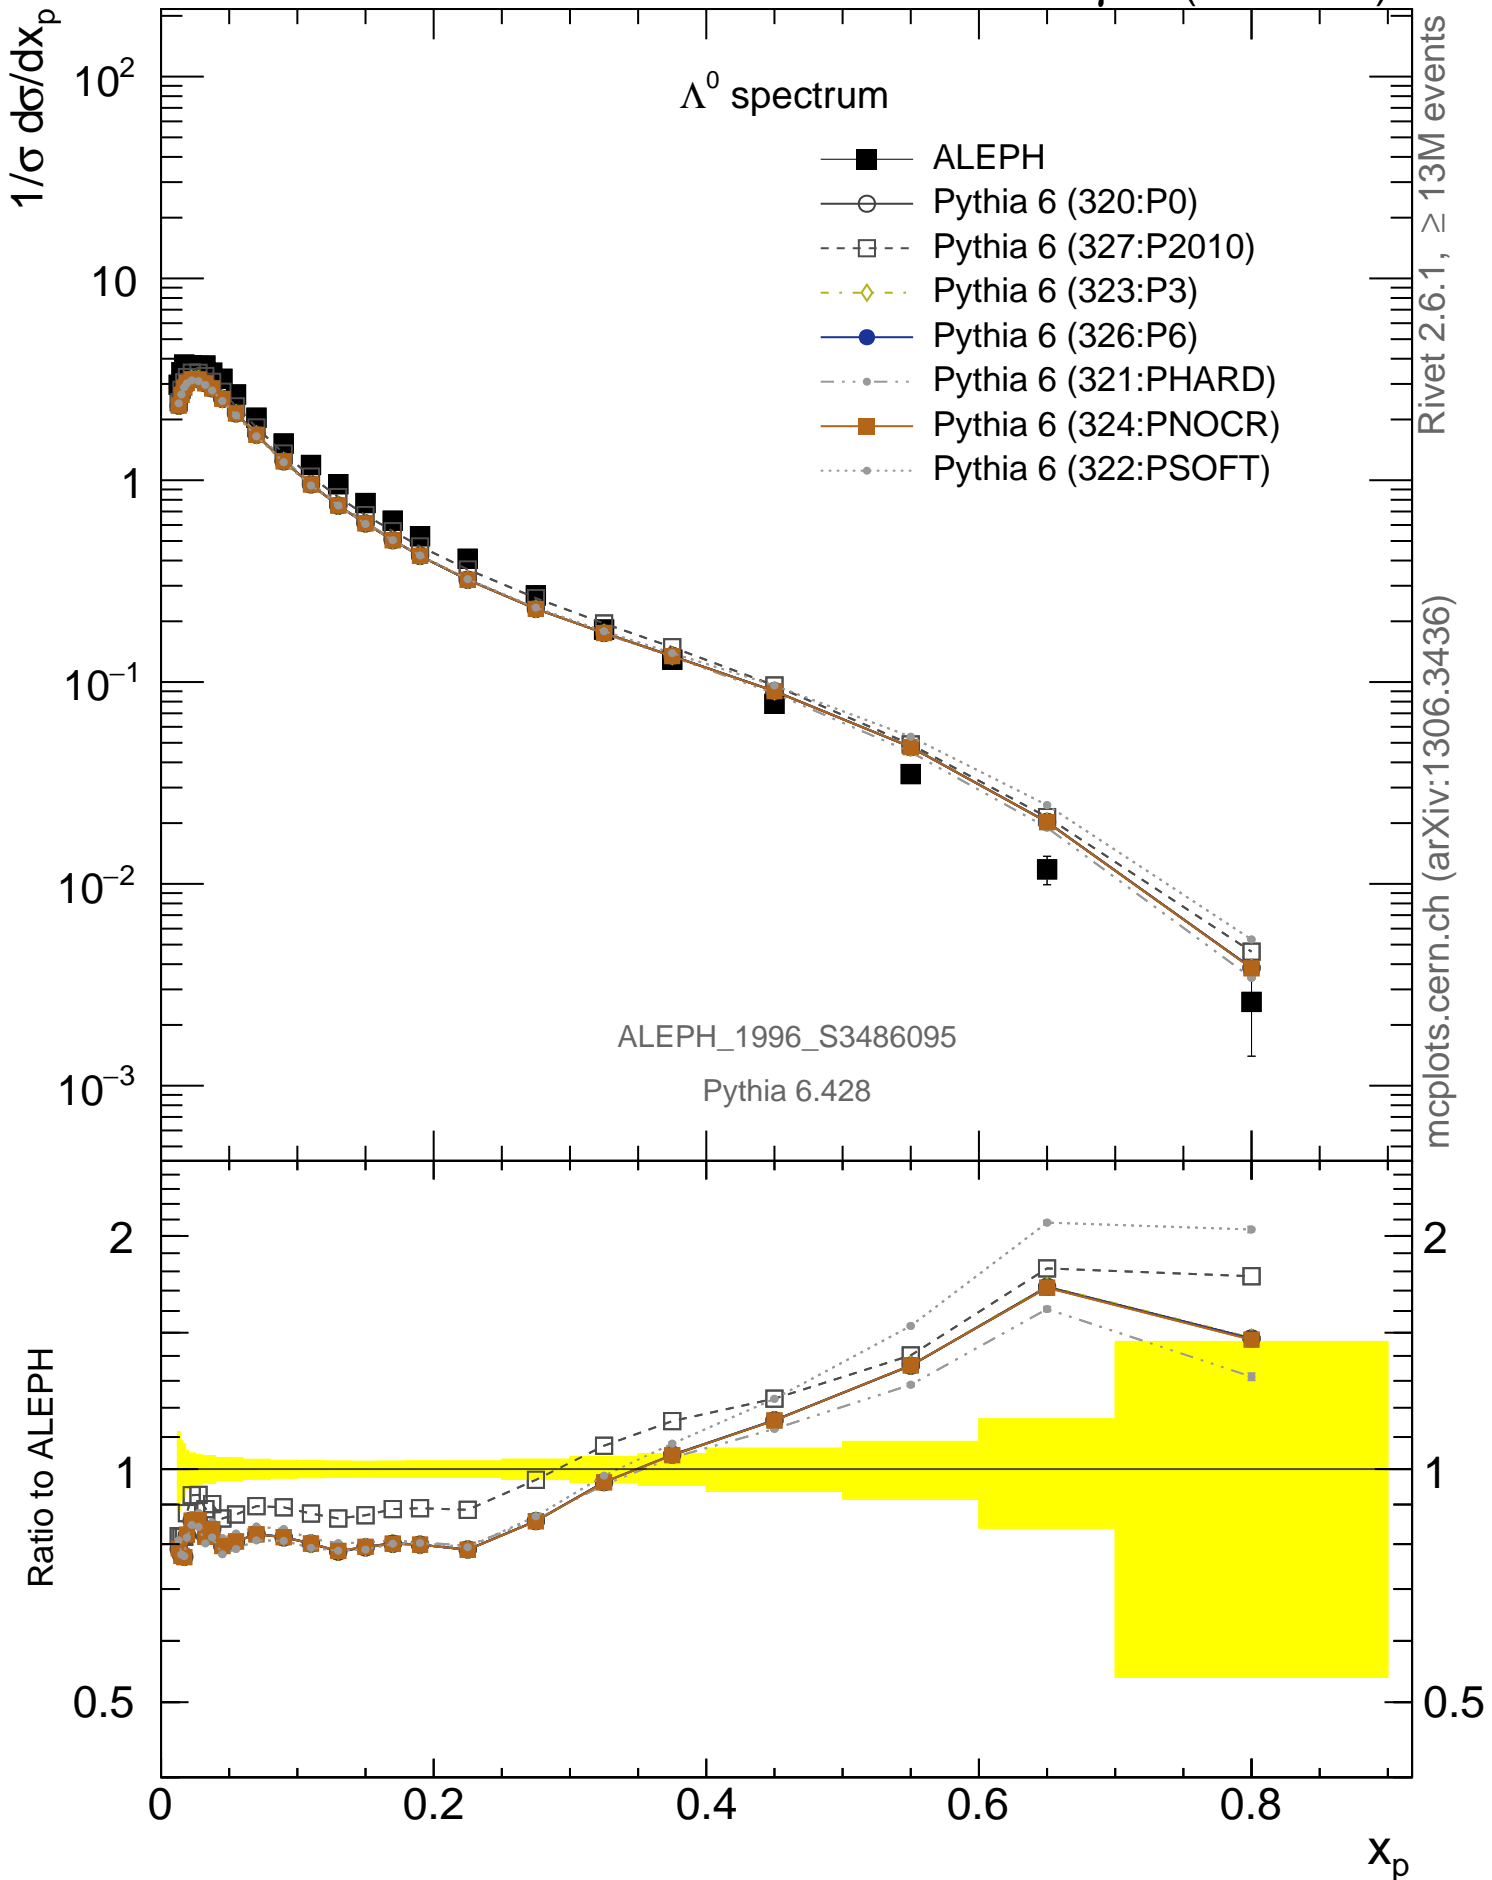 1/σ dσ/dx_p
Λ⁰ spectrum
ALEPH
Pythia 6 (320:P0)
Pythia 6 (327:P2010)
Pythia 6 (323:P3)
Pythia 6 (326:P6)
Pythia 6 (321:PHARD)
Pythia 6 (324:PNOCR)
Pythia 6 (322:PSOFT)
10²
10
1
10⁻¹
10⁻²
10⁻³
ALEPH_1996_S3486095
Pythia 6.428
Rivet 2.6.1, ≥ 13M events
mcplots.cern.ch (arXiv:1306.3436)
Ratio to ALEPH
2
1
0.5
2
1
0.5
0
0.2
0.4
0.6
0.8
x_p